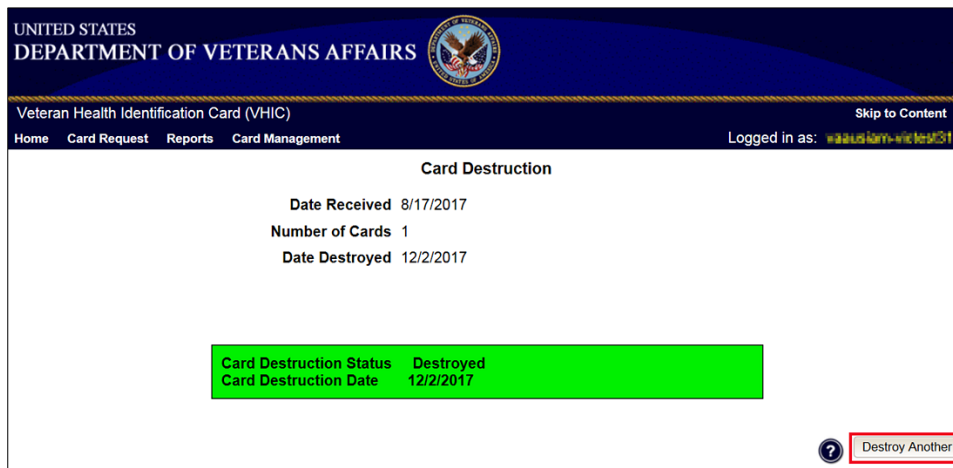 UNITED STATES
DEPARTMENT OF VETERANS AFFAIRS
Veteran Health Identification Card (VHIC)
Skip to Content
Home Card Request Reports Card Management
Logged in as:
Card Destruction
Date Received 8/17/2017
Number of Cards 1
Date Destroyed 12/2/2017
Card Destruction Status Destroyed
Card Destruction Date 12/2/2017
? Destroy Another